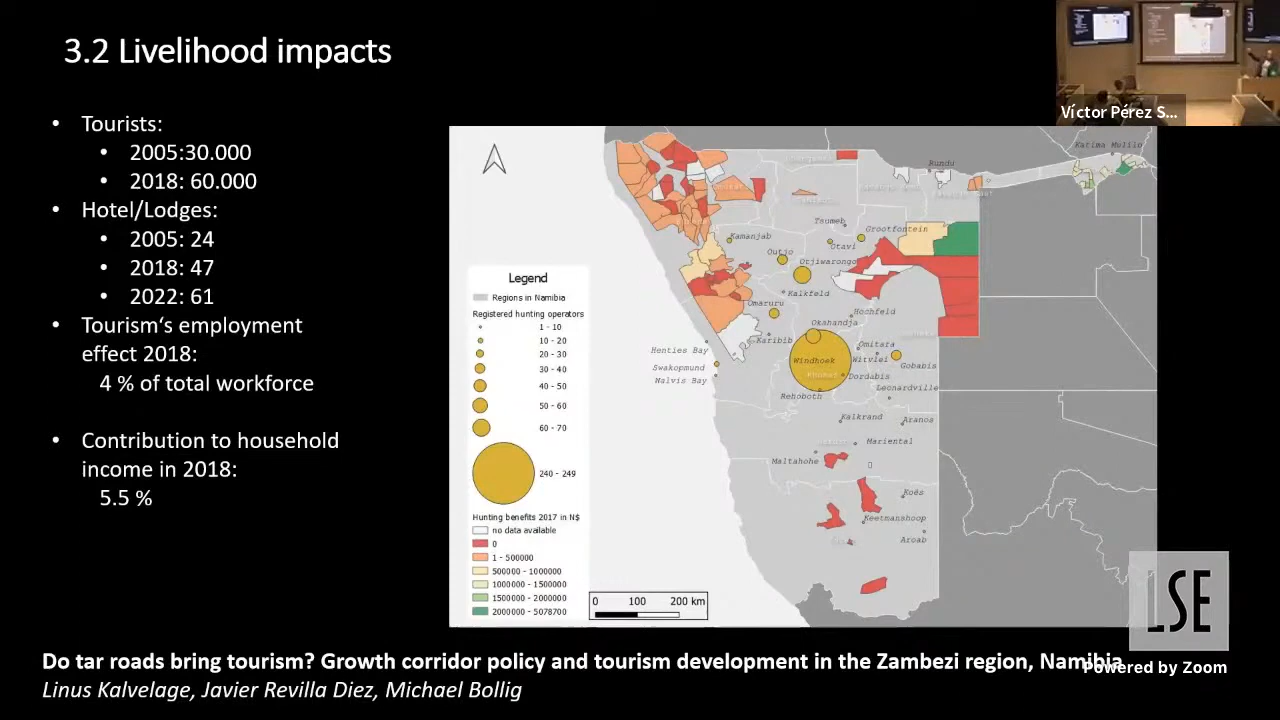 3.2 Livelihood impacts
• Tourists:
• 2005:30.000
• 2018: 60.000
• Hotel/Lodges:
• 2005: 24
• 2018: 47
• 2022: 61
• Tourism‘s employment
effect 2018:
4 % of total workforce
• Contribution to household
income in 2018:
5.5 %
Víctor Pérez S...
Katima Mulilo
Rundu
Tsumeb
Grootfontein
Kamanjab
Otavi
Outjo
Otjiwarongo
Kalkfeld
Omaruru
Hochfeld
Okahandja
Karibib
Omitara
Henties Bay
Windhoek
Witvlei
Gobabis
Swakopmund
Walvis Bay
Khomas
Dordabis
Leonardville
Rehoboth
Kalkrand
Aranos
Mariental
Maltahohe
Koës
Keetmanshoop
Aroab
Legend
Regions in Namibia
Registered hunting operators
1 - 10
10 - 20
20 - 30
30 - 40
40 - 50
50 - 60
60 - 70
240 - 249
Hunting benefits 2017 in N$
no data available
0
1 - 500000
500000 - 1000000
1000000 - 1500000
1500000 - 2000000
2000000 - 5078700
0 100 200 km
LSE
Do tar roads bring tourism? Growth corridor policy and tourism development in the Zambezi region, Namibia
Powered by Zoom
Linus Kalvelage, Javier Revilla Diez, Michael Bollig